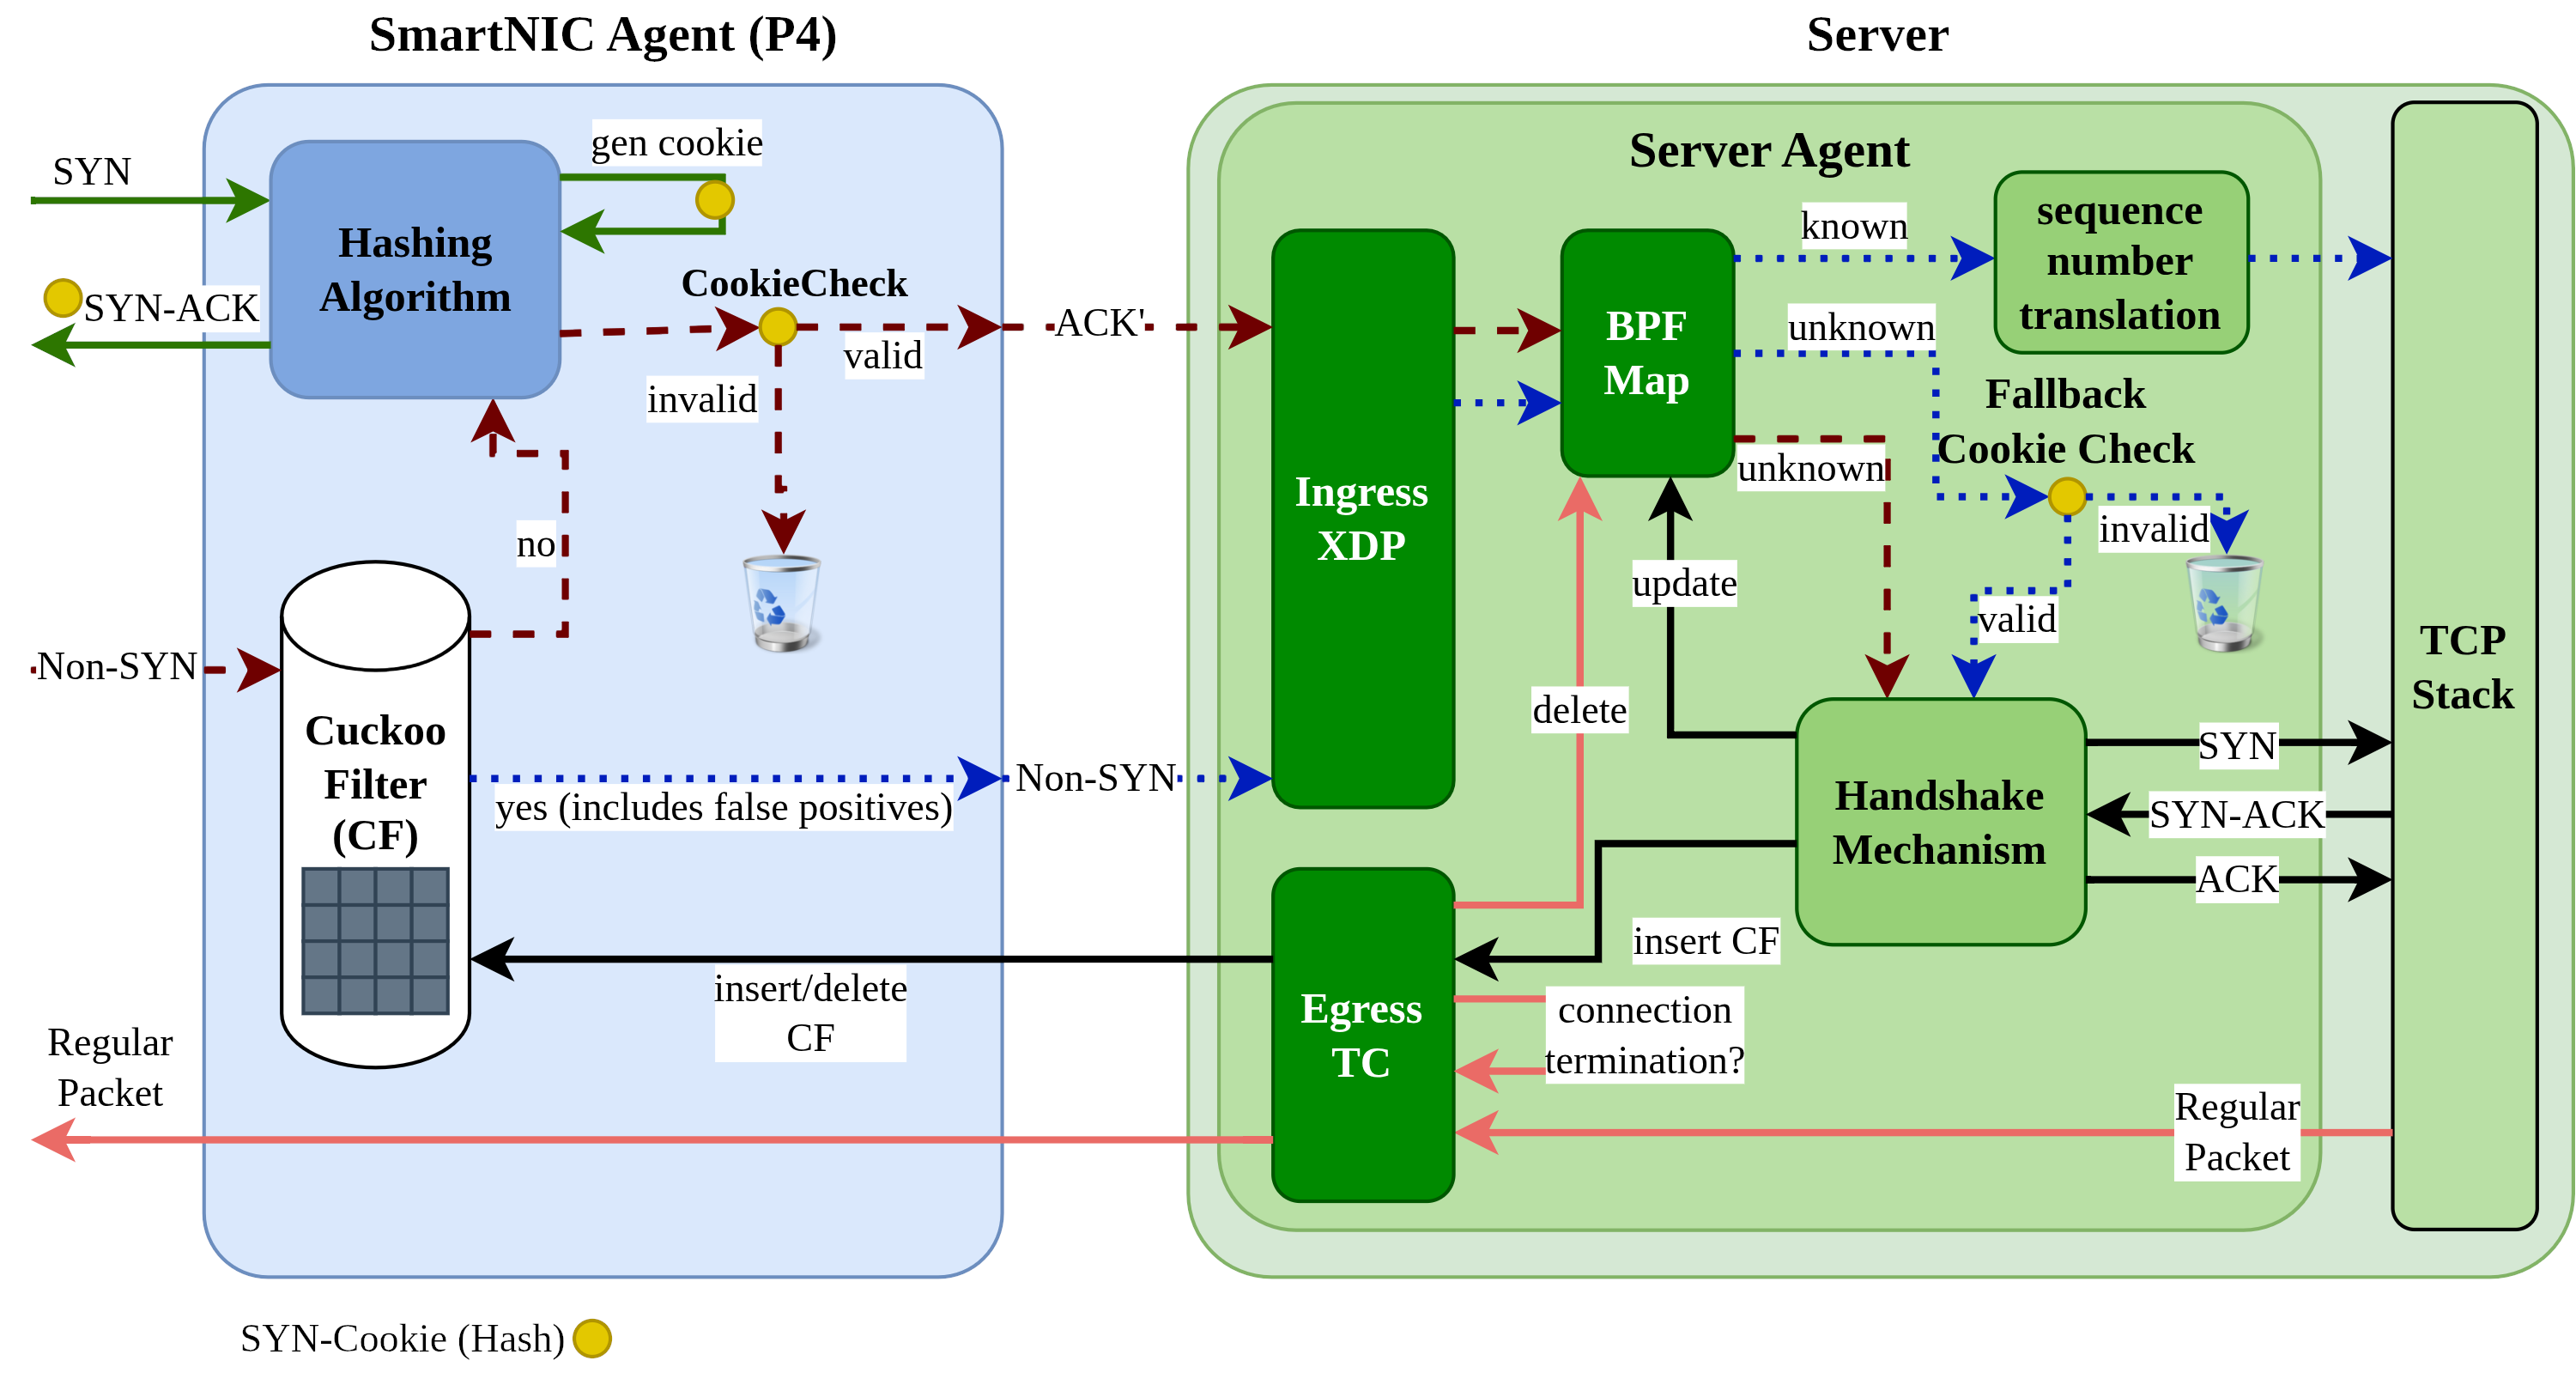 SmartNIC Agent (P4)
Server
SYN
gen cookie
Hashing
Algorithm
SYN-ACK
CookieCheck
valid
invalid
ACK'
no
Non-SYN
Cuckoo
Filter
(CF)
yes (includes false positives)
Non-SYN
insert/delete
CF
Regular
Packet
Server Agent
Ingress
XDP
BPF
Map
known
sequence
number
translation
unknown
Fallback
Cookie Check
unknown
invalid
valid
update
delete
Handshake
Mechanism
SYN
SYN-ACK
ACK
TCP
Stack
insert CF
Egress
TC
connection
termination?
Regular
Packet
SYN-Cookie (Hash)